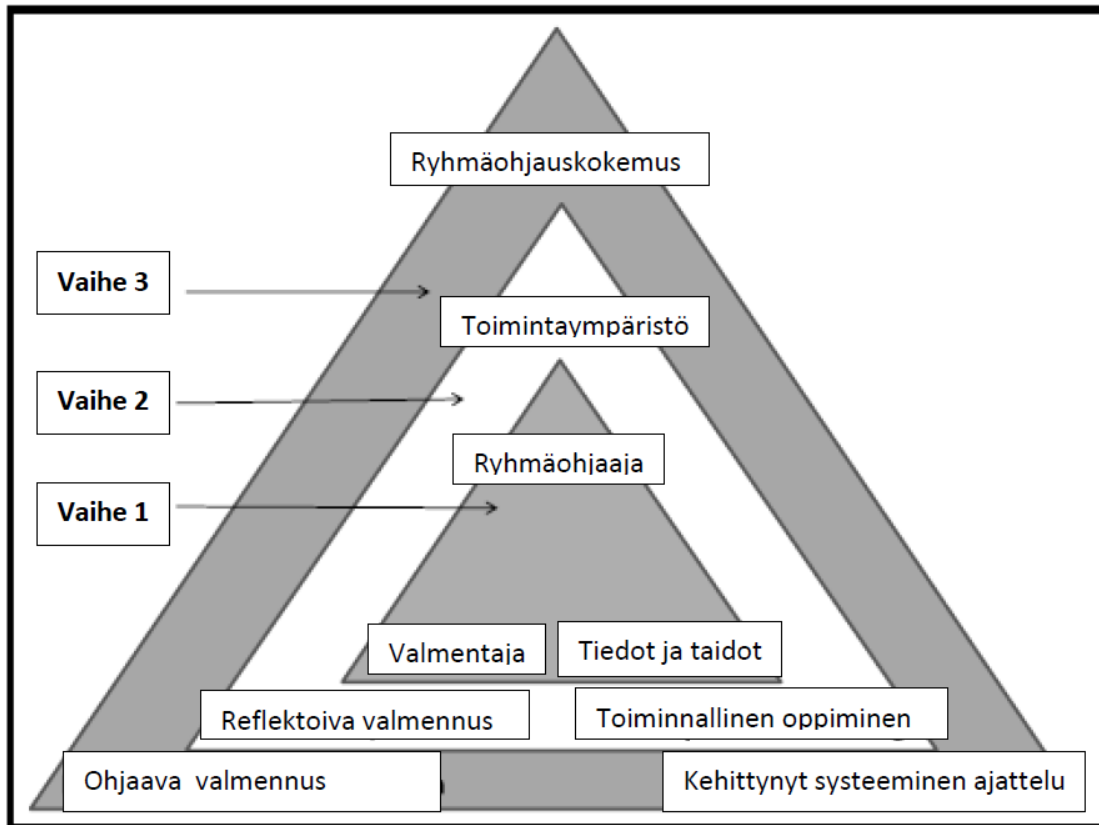 Ryhmäohjauskokemus
Vaihe 3
Toimintaympäristö
Vaihe 2
Ryhmäohjaaja
Vaihe 1
Valmentaja
Tiedot ja taidot
Reflektoiva valmennus
Toiminnallinen oppiminen
Ohjaava valmennus
Kehittynyt systeeminen ajattelu